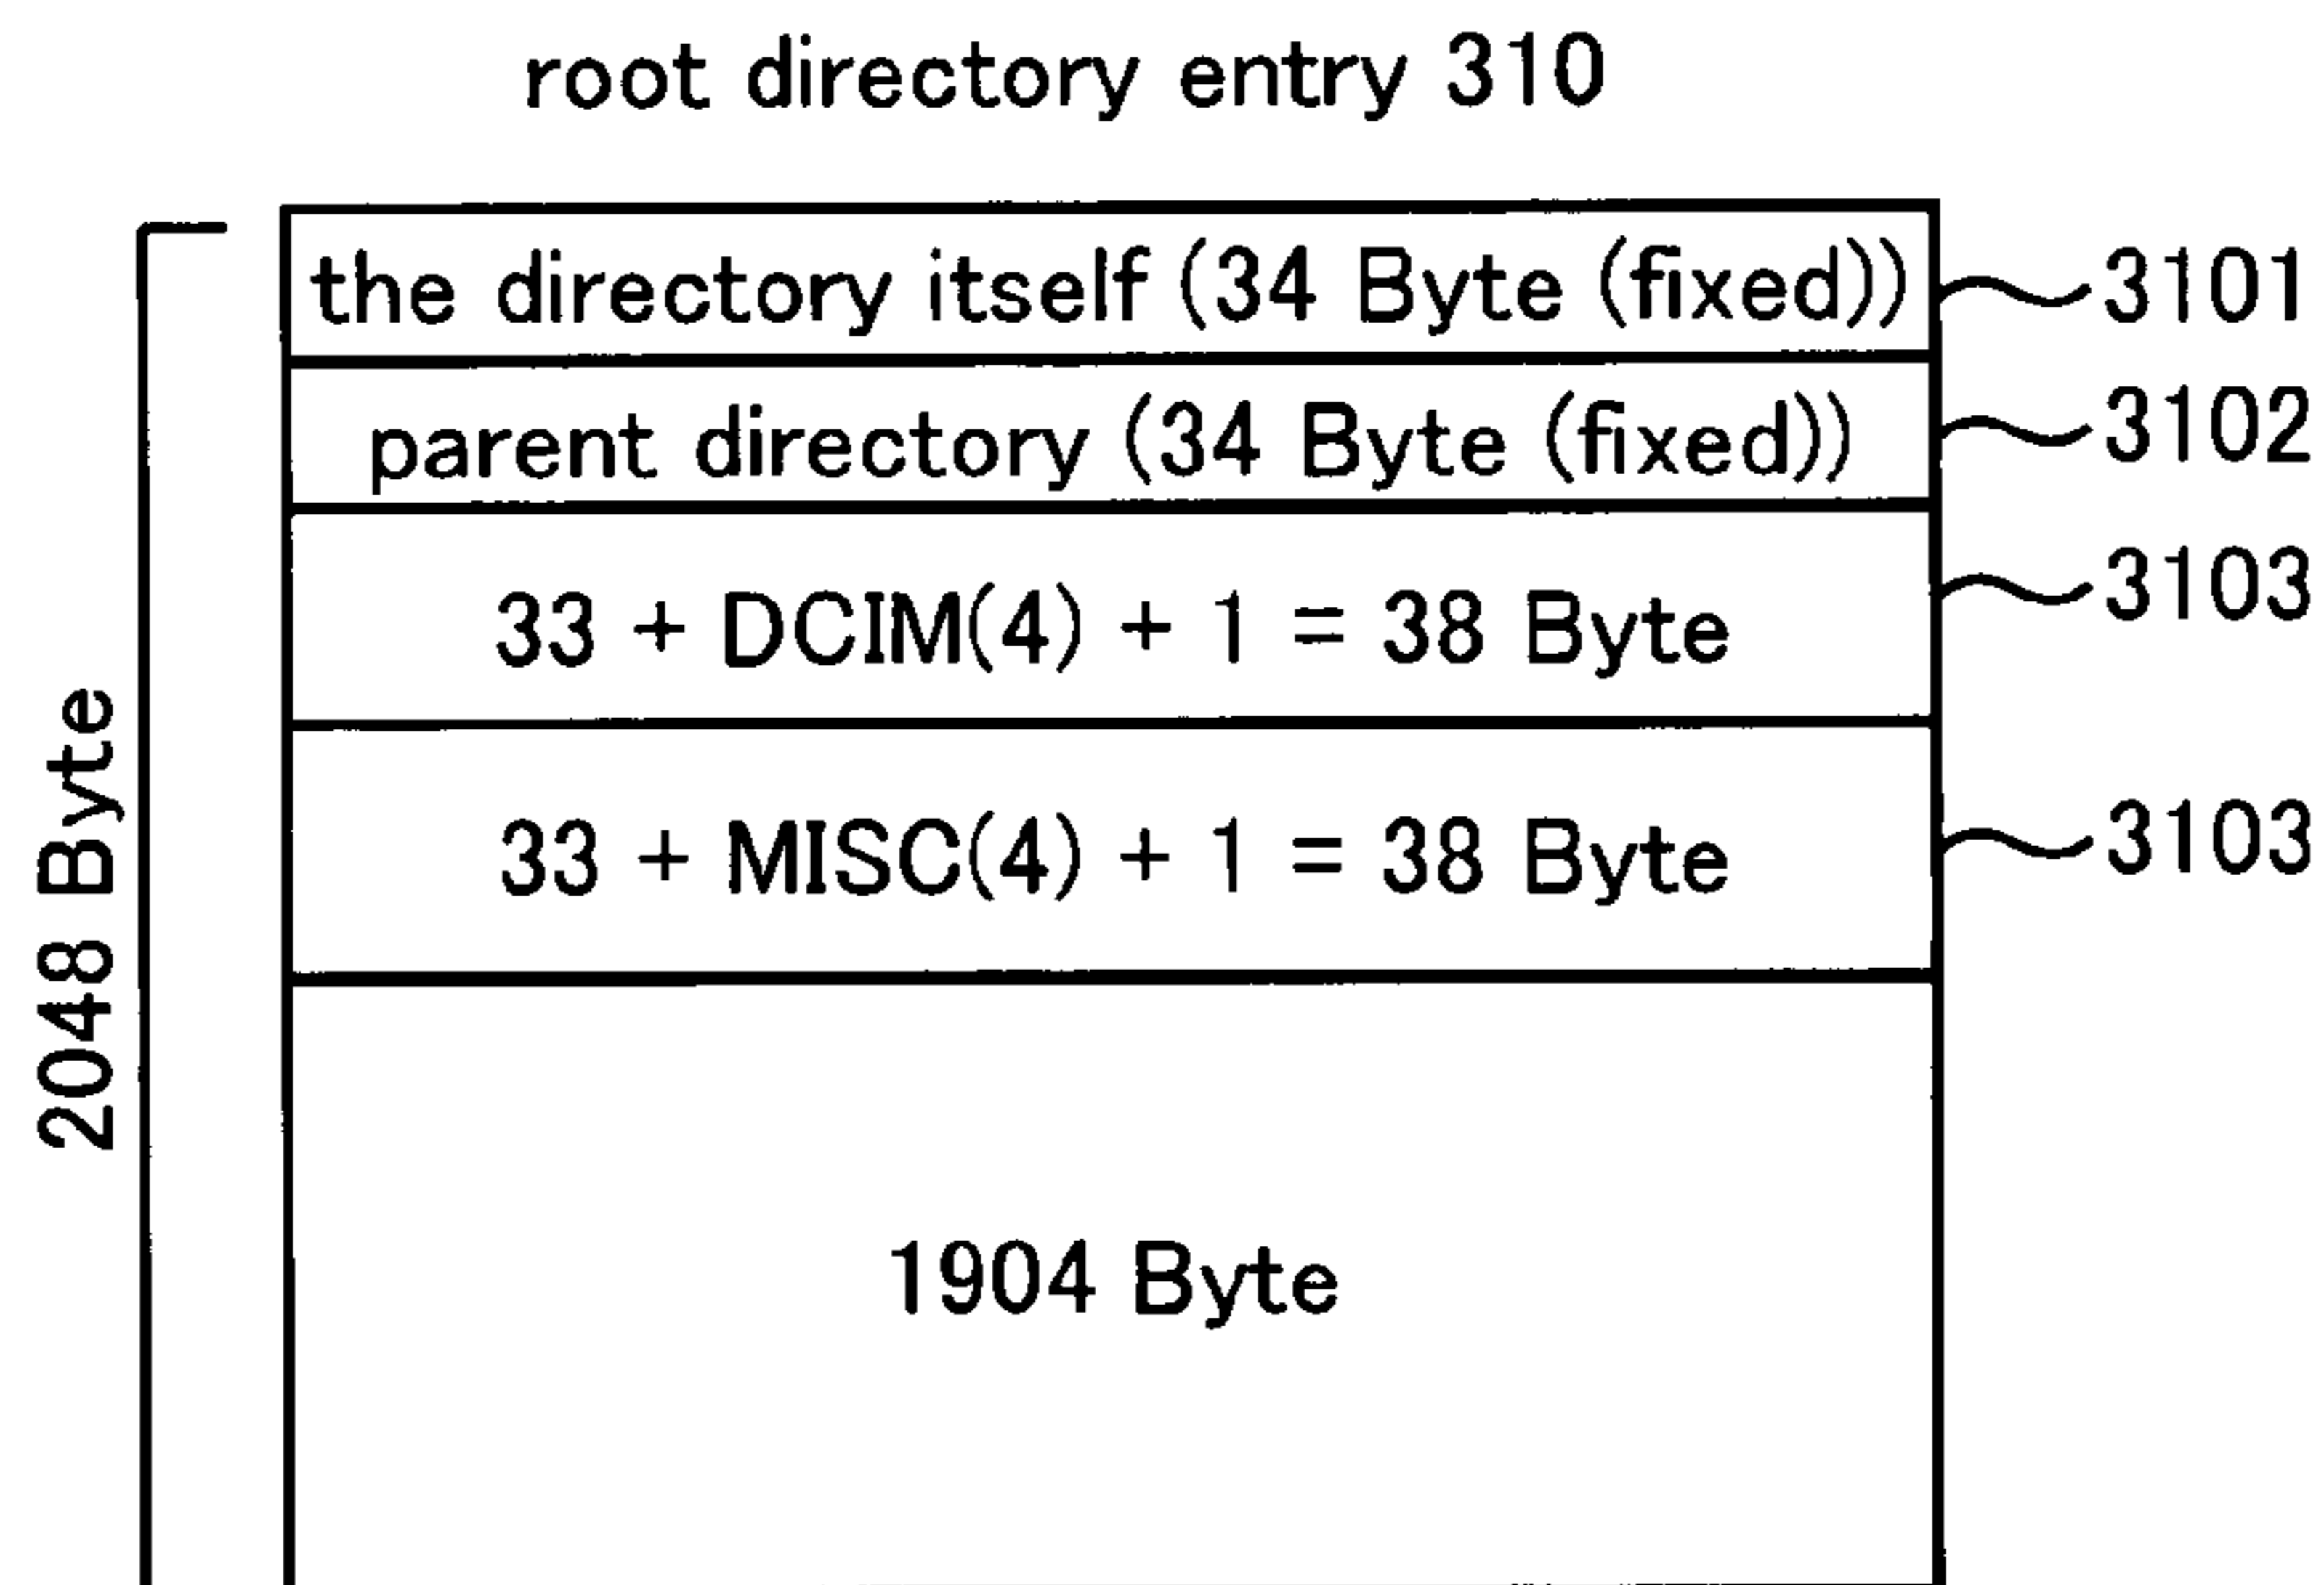 root directory entry 310
the directory itself (34 Byte (fixed)) 3101
parent directory (34 Byte (fixed)) 3102
33 + DCIM(4) + 1 = 38 Byte 3103
33 + MISC(4) + 1 = 38 Byte 3103
2048 Byte
1904 Byte